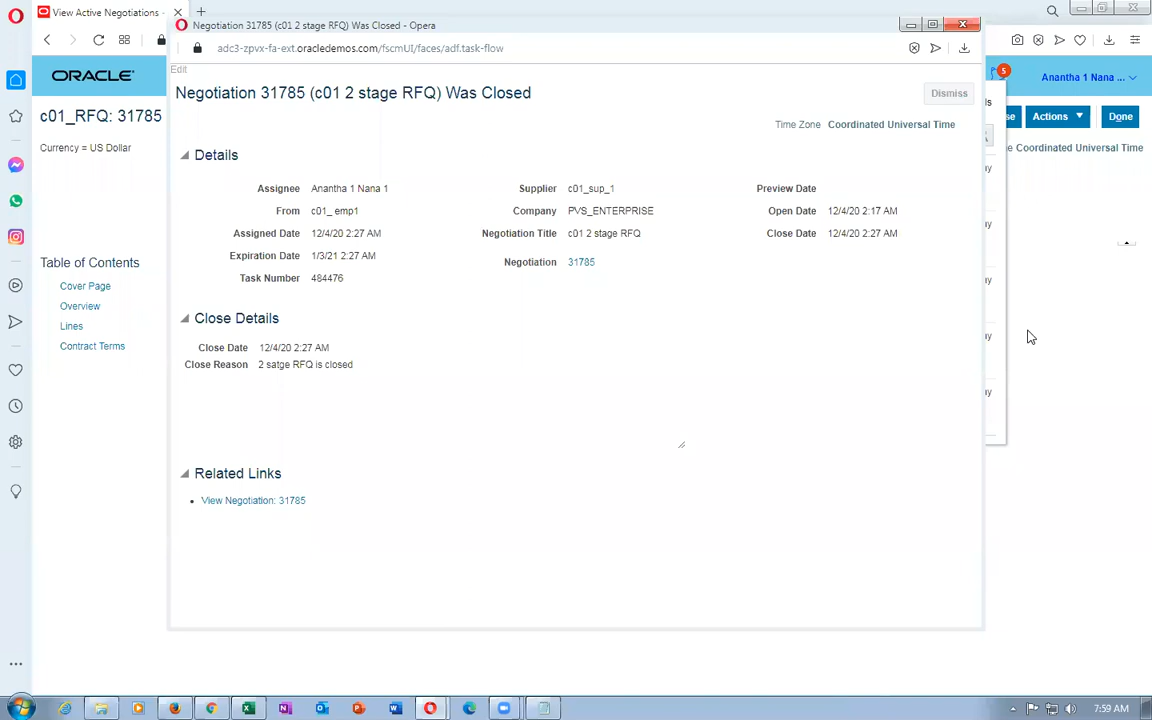 View Active Negotiations -
Negotiation 31785 (c01 2 stage RFQ) Was Closed - Opera
adc3-zpvx-fa-ext.oracledemos.com/fscmUI/faces/adf.task-flow
Edit
ORACLE
5
Anantha 1 Nana ...
Negotiation 31785 (c01 2 stage RFQ) Was Closed
Dismiss
c01_RFQ: 31785
Actions
Done
Time Zone Coordinated Universal Time
Currency = US Dollar
Coordinated Universal Time
Details
Assignee Anantha 1 Nana 1
Supplier c01_sup_1
Preview Date
From c01_ emp1
Company PVS_ENTERPRISE
Open Date 12/4/20 2:17 AM
Assigned Date 12/4/20 2:27 AM
Negotiation Title c01 2 stage RFQ
Close Date 12/4/20 2:27 AM
Expiration Date 1/3/21 2:27 AM
Negotiation 31785
Task Number 484476
Table of Contents
Cover Page
Overview
Lines
Contract Terms
Close Details
Close Date 12/4/20 2:27 AM
Close Reason 2 satge RFQ is closed
Related Links
View Negotiation: 31785
7:59 AM